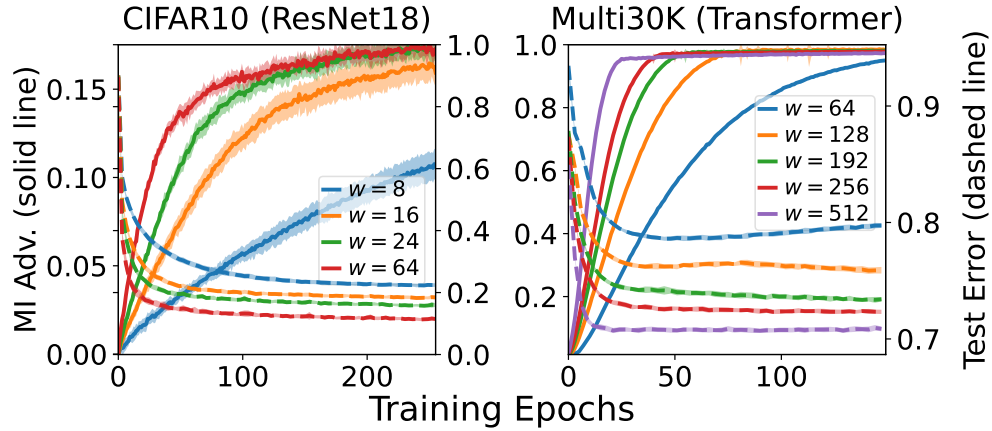 CIFAR10 (ResNet18)
Multi30K (Transformer)
MI Adv. (solid line)
0.15
0.10
0.05
0.00
1.0
0.8
0.6
0.4
0.2
0.0
w = 8
w = 16
w = 24
w = 64
0
100
200
1.0
0.8
0.6
0.4
0.2
w = 64
w = 128
w = 192
w = 256
w = 512
0.9
0.8
0.7
Test Error (dashed line)
0
50
100
Training Epochs